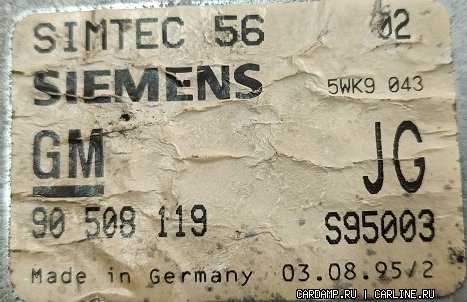 SIMTEC 56 02
SIEMENS 5WK9 043
GM JG
90 508 119 S95003
Made in Germany 03.08.95/2
CARDAMP.RU | CARLINE.RU